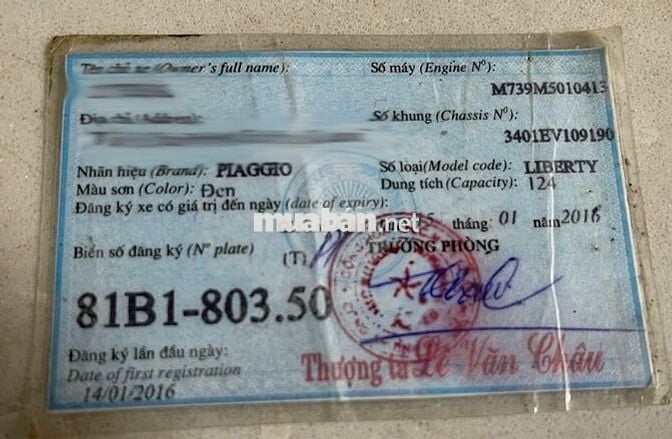 Tên chủ xe (Owner's full name):
Số máy (Engine Nº):
M739M5010413
Địa chỉ (Address):
Số khung (Chassis Nº):
3401EV109190
Nhãn hiệu (Brand): PIAGGIO
Số loại(Model code): LIBERTY
Màu sơn (Color): Đen
Dung tích (Capacity): 124
Đăng ký xe có giá trị đến ngày (date of expiry):
tháng 01 năm 2016
muaban.net
Biển số đăng ký (Nº plate)
(T)
TRƯỞNG PHÒNG
81B1-803.50
Đăng ký lần đầu ngày:
Date of first registration
14/01/2016
Thượng tá Lê Văn Châu